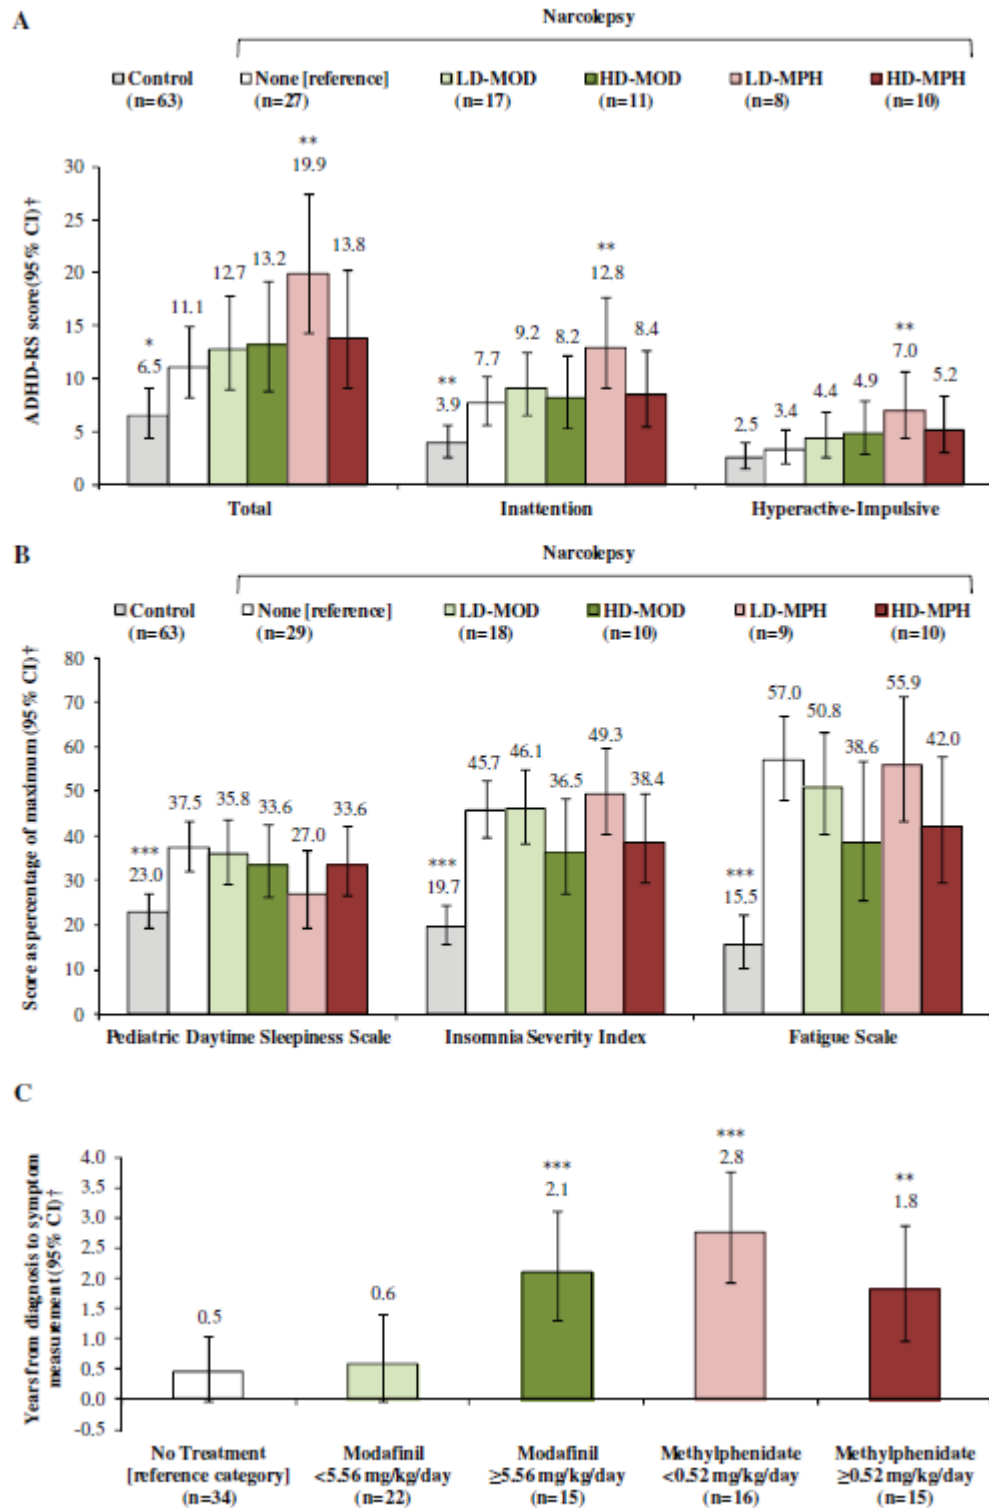 A
Narcolepsy
Control (n=63)
None [reference] (n=27)
LD-MOD (n=17)
HD-MOD (n=11)
LD-MPH (n=8)
HD-MPH (n=10)
ADHD-RS score (95% CI)†
30
25
20
15
10
5
0
* 6.5
11.1
12.7
13.2
** 19.9
13.8
** 3.9
7.7
9.2
8.2
** 12.8
8.4
2.5
3.4
4.4
4.9
** 7.0
5.2
Total
Inattention
Hyperactive-Impulsive
B
Narcolepsy
Control (n=63)
None [reference] (n=29)
LD-MOD (n=18)
HD-MOD (n=10)
LD-MPH (n=9)
HD-MPH (n=10)
Score as percentage of maximum (95% CI)†
80
70
60
50
40
30
20
10
0
*** 23.0
37.5
35.8
33.6
27.0
33.6
*** 19.7
45.7
46.1
36.5
49.3
38.4
*** 15.5
57.0
50.8
38.6
55.9
42.0
Pediatric Daytime Sleepiness Scale
Insomnia Severity Index
Fatigue Scale
C
Years from diagnosis to symptom
measurement (95% CI)†
4.0
3.5
3.0
2.5
2.0
1.5
1.0
0.5
0.0
-0.5
0.5
0.6
*** 2.1
*** 2.8
** 1.8
No Treatment
[reference category]
(n=34)
Modafinil
<5.56 mg/kg/day
(n=22)
Modafinil
≥5.56 mg/kg/day
(n=15)
Methylphenidate
<0.52 mg/kg/day
(n=16)
Methylphenidate
≥0.52 mg/kg/day
(n=15)